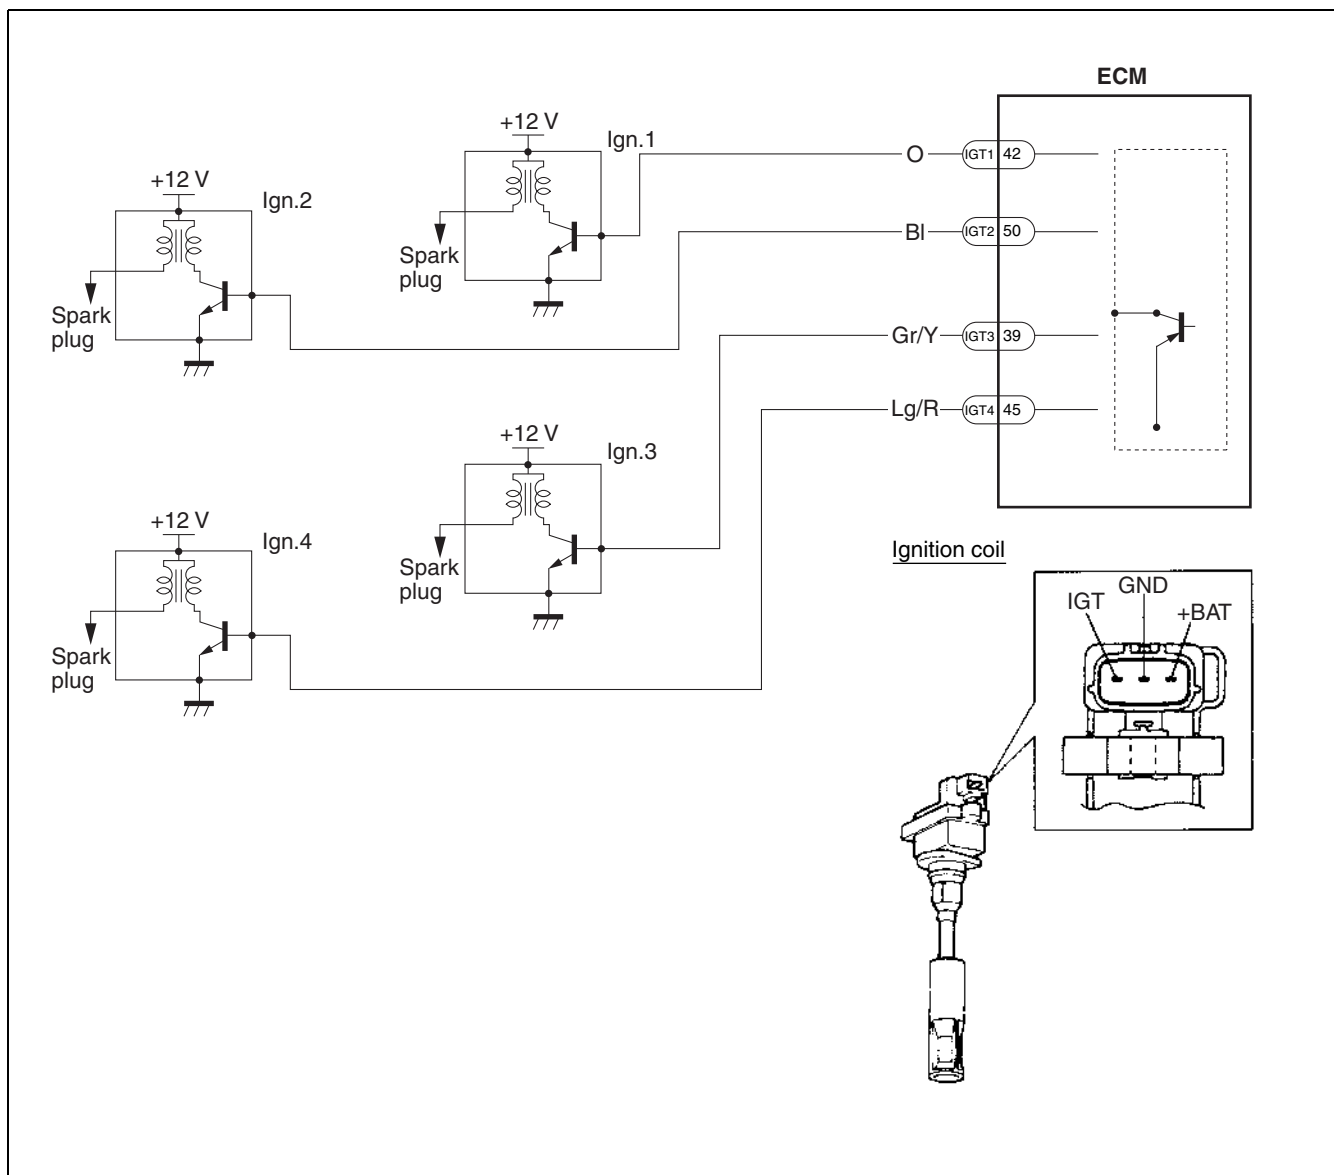 ECM
+12 V
Ign.1
O
IGT1 42
+12 V
Ign.2
Spark
plug
Bl
IGT2 50
Spark
plug
Gr/Y
IGT3 39
Lg/R
IGT4 45
+12 V
Ign.3
Spark
plug
+12 V
Ign.4
Spark
plug
Ignition coil
IGT
GND
+BAT